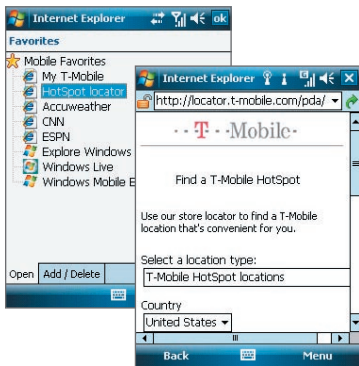 Internet Explorer ok
Favorites
Mobile Favorites
My T-Mobile
HotSpot locator
Accuweather
CNN
ESPN
Explore Windows
Windows Live
Windows Mobile E
Open Add / Delete
Internet Explorer
http://locator.t-mobile.com/pda/
T Mobile
Find a T-Mobile HotSpot
Use our store locator to find a T-Mobile
location that's convenient for you.
Select a location type:
T-Mobile HotSpot locations
Country
United States
Back Menu